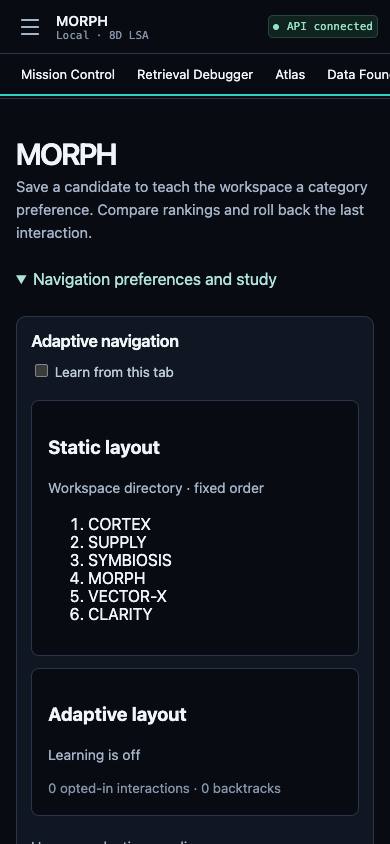 MORPH
Local · 8D LSA
API connected
Mission Control Retrieval Debugger Atlas Data Foun
MORPH
Save a candidate to teach the workspace a category
preference. Compare rankings and roll back the last
interaction.
▼ Navigation preferences and study
Adaptive navigation
Learn from this tab
Static layout
Workspace directory · fixed order
1. CORTEX
2. SUPPLY
3. SYMBIOSIS
4. MORPH
5. VECTOR-X
6. CLARITY
Adaptive layout
Learning is off
0 opted-in interactions · 0 backtracks